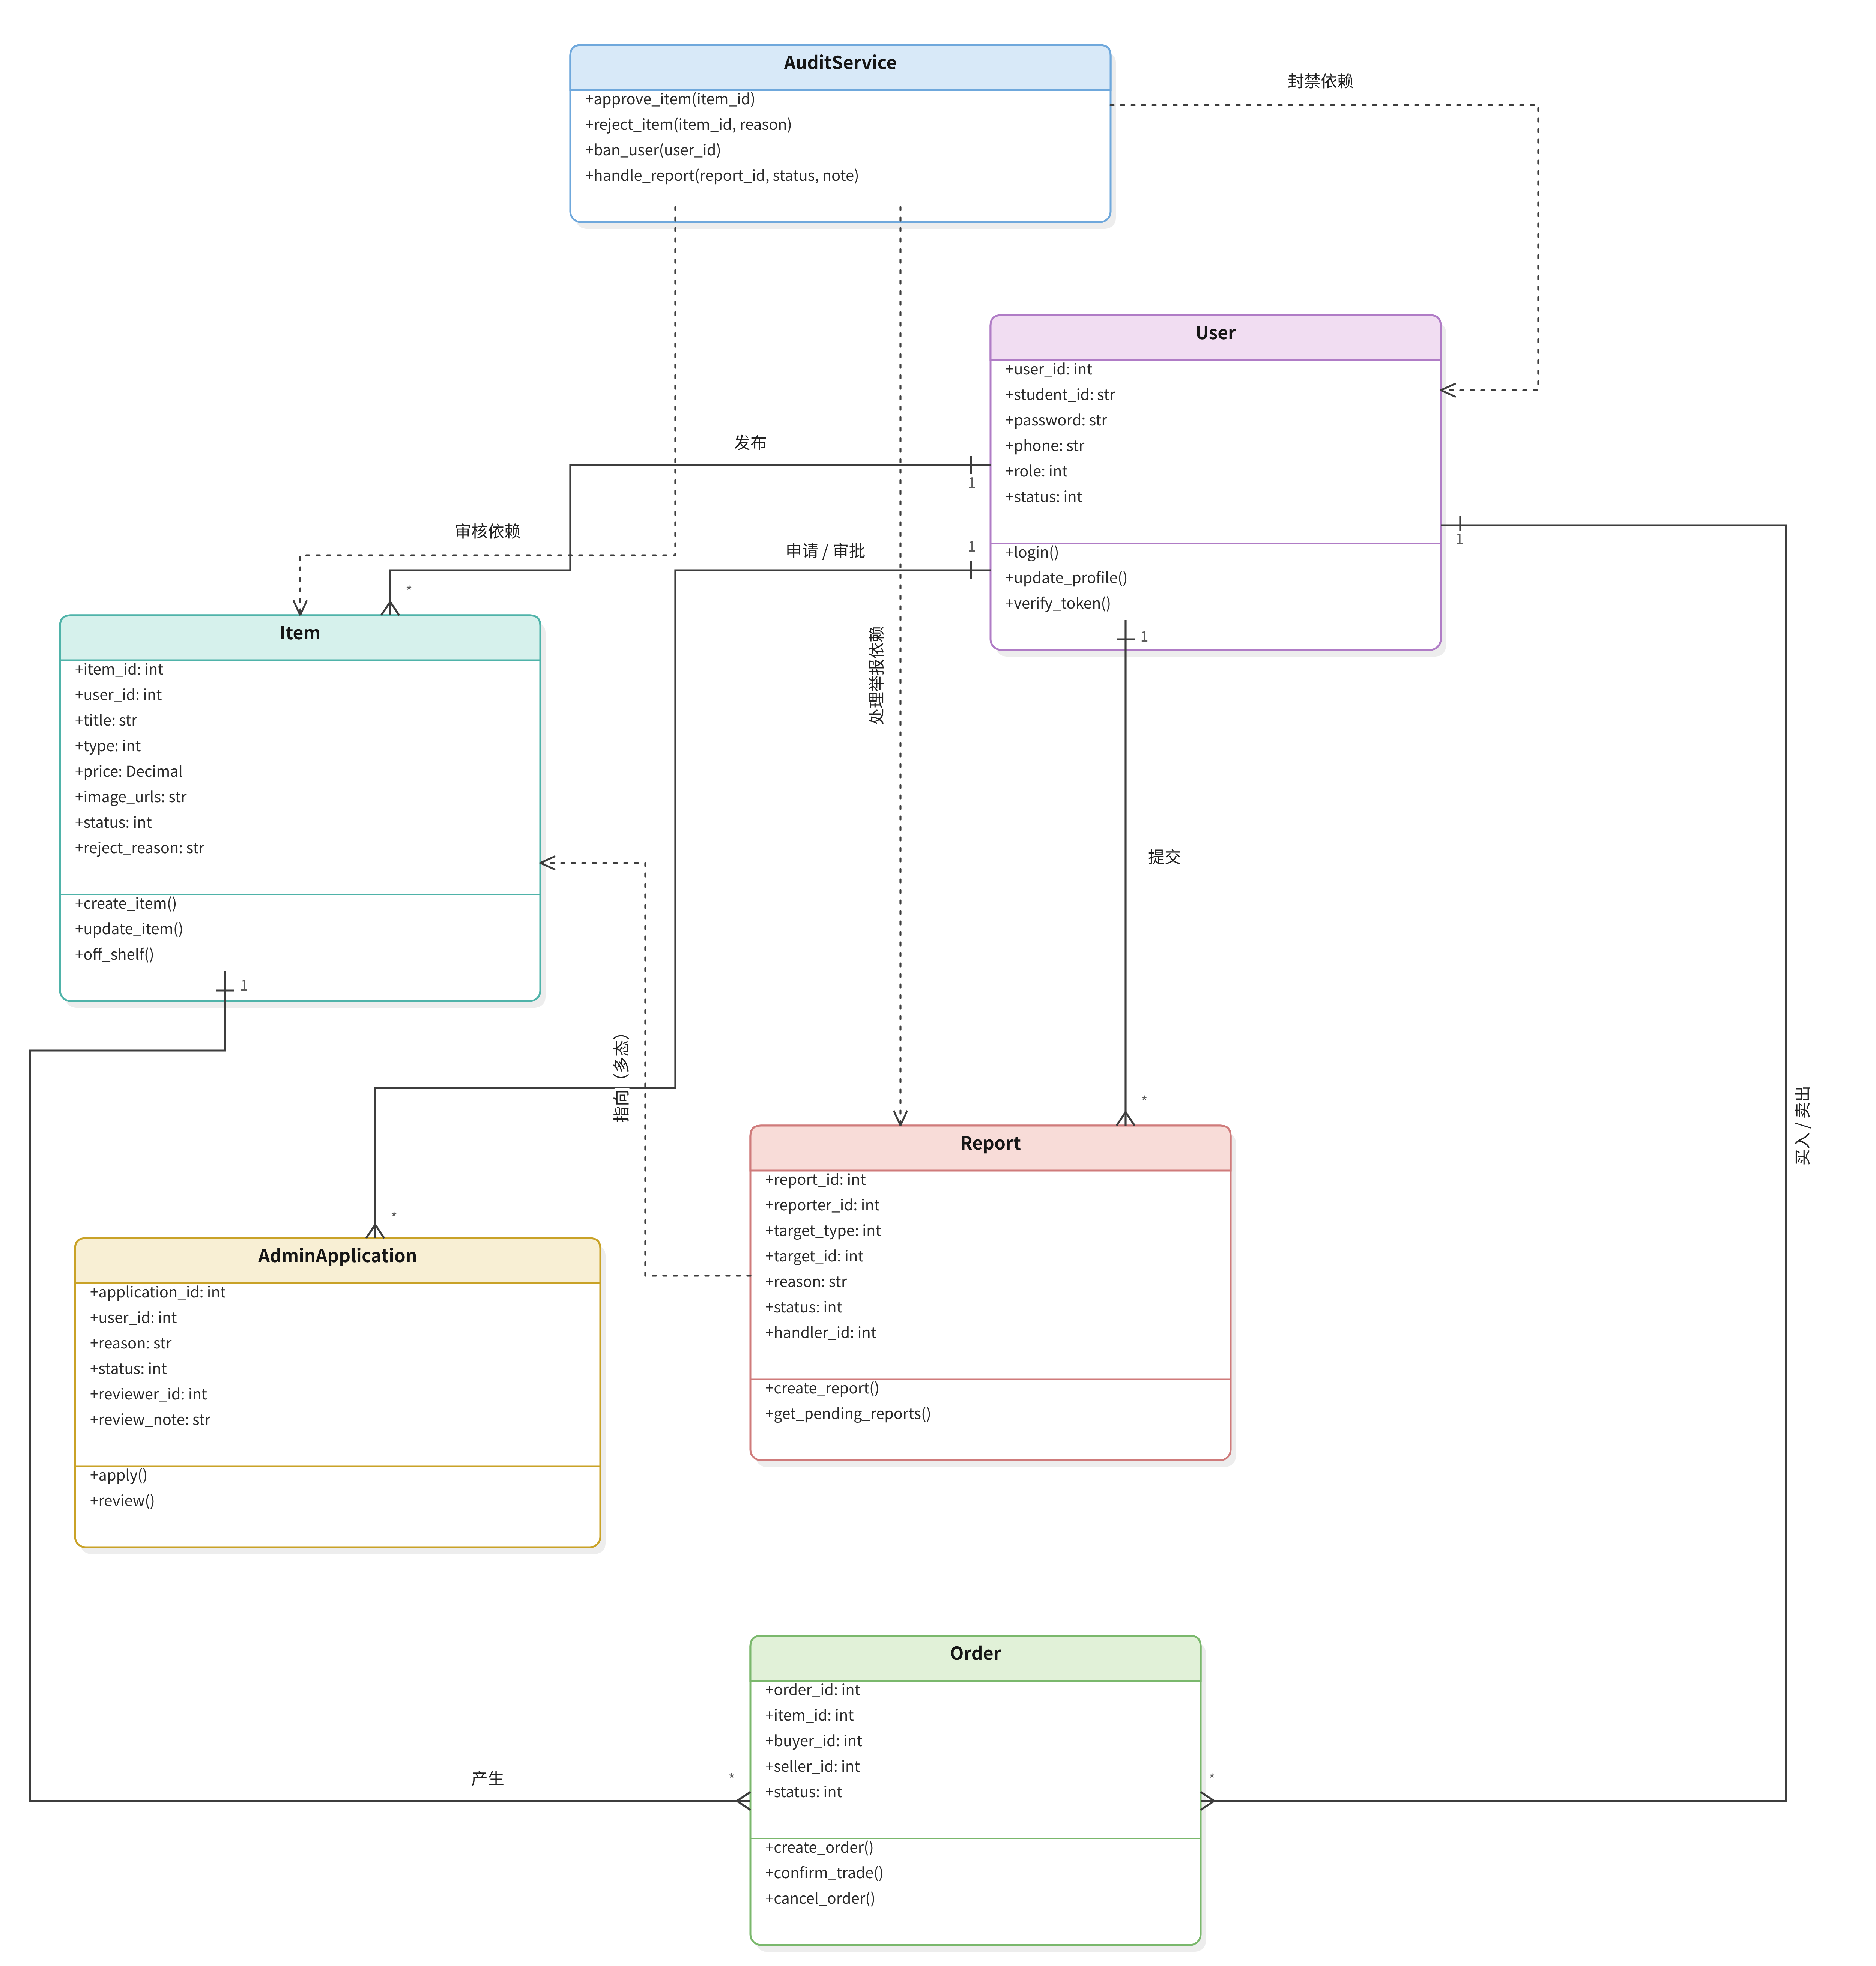 AuditService
+approve_item(item_id)
+reject_item(item_id, reason)
+ban_user(user_id)
+handle_report(report_id, status, note)
封禁依赖
User
+user_id: int
+student_id: str
+password: str
+phone: str
+role: int
+status: int
+login()
+update_profile()
+verify_token()
发布
1
审核依赖
申请 / 审批
1
1
*
1
处理举报依赖
Item
+item_id: int
+user_id: int
+title: str
+type: int
+price: Decimal
+image_urls: str
+status: int
+reject_reason: str
+create_item()
+update_item()
+off_shelf()
1
提交
指向（多态）
买入 / 卖出
*
Report
+report_id: int
+reporter_id: int
+target_type: int
+target_id: int
+reason: str
+status: int
+handler_id: int
+create_report()
+get_pending_reports()
*
AdminApplication
+application_id: int
+user_id: int
+reason: str
+status: int
+reviewer_id: int
+review_note: str
+apply()
+review()
Order
+order_id: int
+item_id: int
+buyer_id: int
+seller_id: int
+status: int
+create_order()
+confirm_trade()
+cancel_order()
产生
*
*